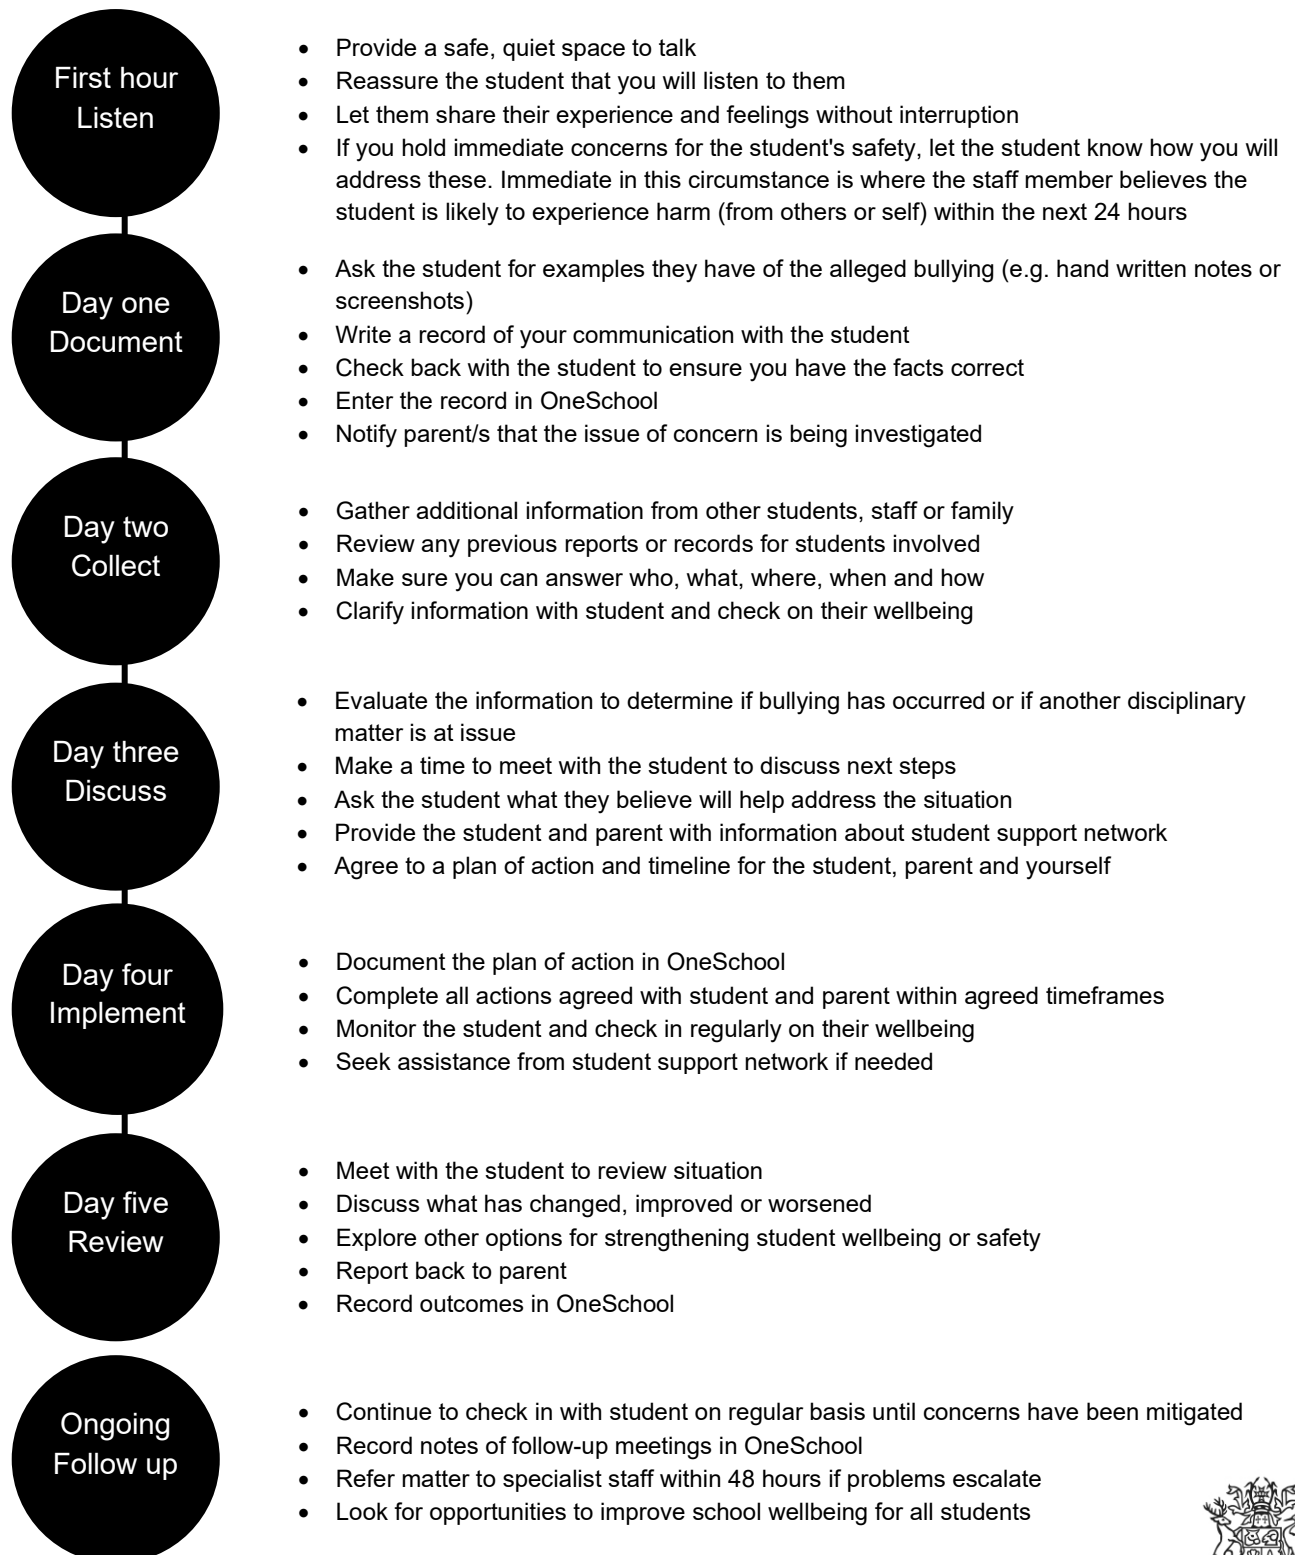 First hour
Listen
• Provide a safe, quiet space to talk
• Reassure the student that you will listen to them
• Let them share their experience and feelings without interruption
• If you hold immediate concerns for the student's safety, let the student know how you will
address these. Immediate in this circumstance is where the staff member believes the
student is likely to experience harm (from others or self) within the next 24 hours
Day one
Document
• Ask the student for examples they have of the alleged bullying (e.g. hand written notes or
screenshots)
• Write a record of your communication with the student
• Check back with the student to ensure you have the facts correct
• Enter the record in OneSchool
• Notify parent/s that the issue of concern is being investigated
Day two
Collect
• Gather additional information from other students, staff or family
• Review any previous reports or records for students involved
• Make sure you can answer who, what, where, when and how
• Clarify information with student and check on their wellbeing
Day three
Discuss
• Evaluate the information to determine if bullying has occurred or if another disciplinary
matter is at issue
• Make a time to meet with the student to discuss next steps
• Ask the student what they believe will help address the situation
• Provide the student and parent with information about student support network
• Agree to a plan of action and timeline for the student, parent and yourself
Day four
Implement
• Document the plan of action in OneSchool
• Complete all actions agreed with student and parent within agreed timeframes
• Monitor the student and check in regularly on their wellbeing
• Seek assistance from student support network if needed
Day five
Review
• Meet with the student to review situation
• Discuss what has changed, improved or worsened
• Explore other options for strengthening student wellbeing or safety
• Report back to parent
• Record outcomes in OneSchool
Ongoing
Follow up
• Continue to check in with student on regular basis until concerns have been mitigated
• Record notes of follow-up meetings in OneSchool
• Refer matter to specialist staff within 48 hours if problems escalate
• Look for opportunities to improve school wellbeing for all students